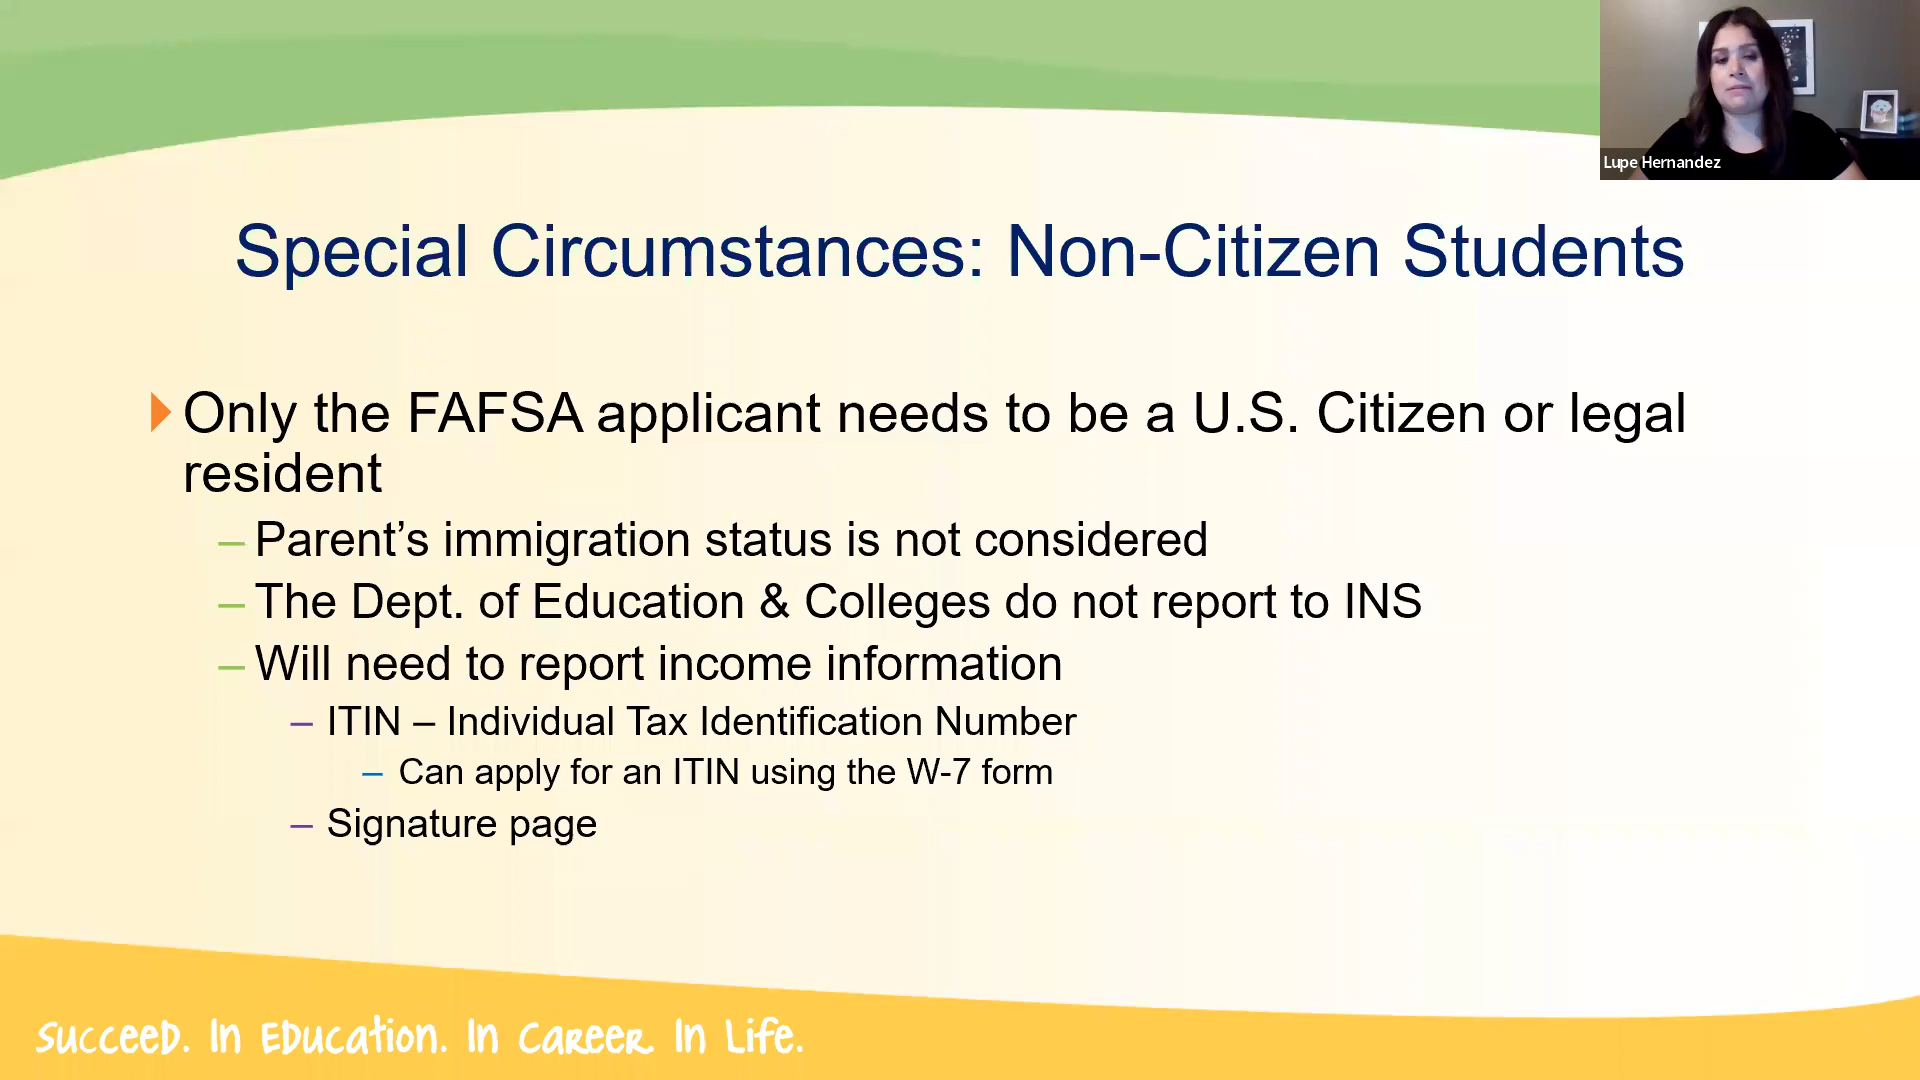 Lupe Hernandez
Special Circumstances: Non-Citizen Students
Only the FAFSA applicant needs to be a U.S. Citizen or legal
resident
– Parent’s immigration status is not considered
– The Dept. of Education & Colleges do not report to INS
– Will need to report income information
– ITIN – Individual Tax Identification Number
– Can apply for an ITIN using the W-7 form
– Signature page
Succeed. In Education. In Career. In Life.